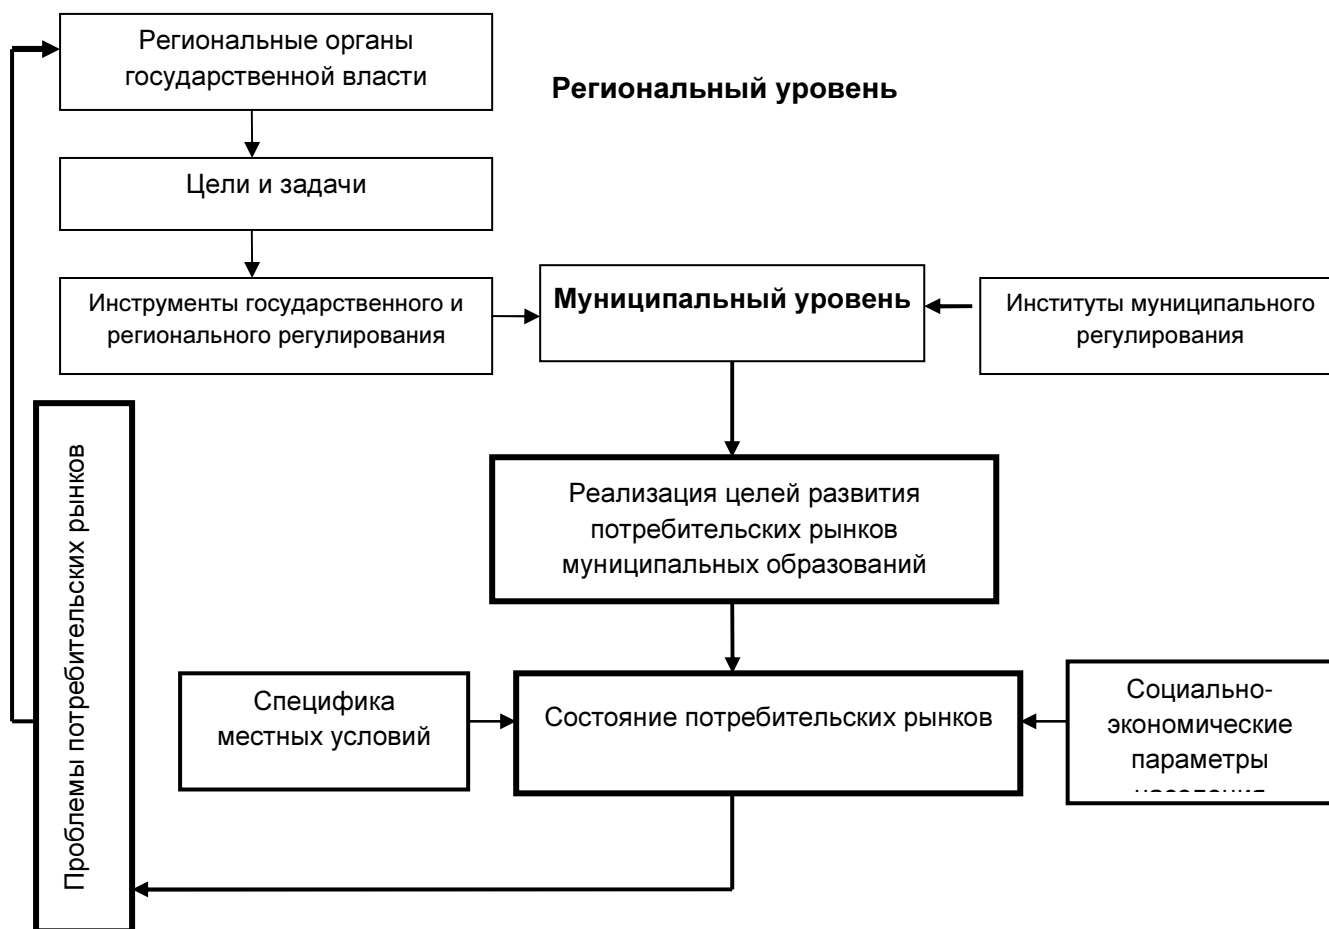 Региональные органы
государственной власти
Региональный уровень
Цели и задачи
Инструменты государственного и
регионального регулирования
Муниципальный уровень
Институты муниципального
регулирования
Проблемы потребительских рынков
Реализация целей развития
потребительских рынков
муниципальных образований
Специфика
местных условий
Состояние потребительских рынков
Социально-
экономические
параметры
населения